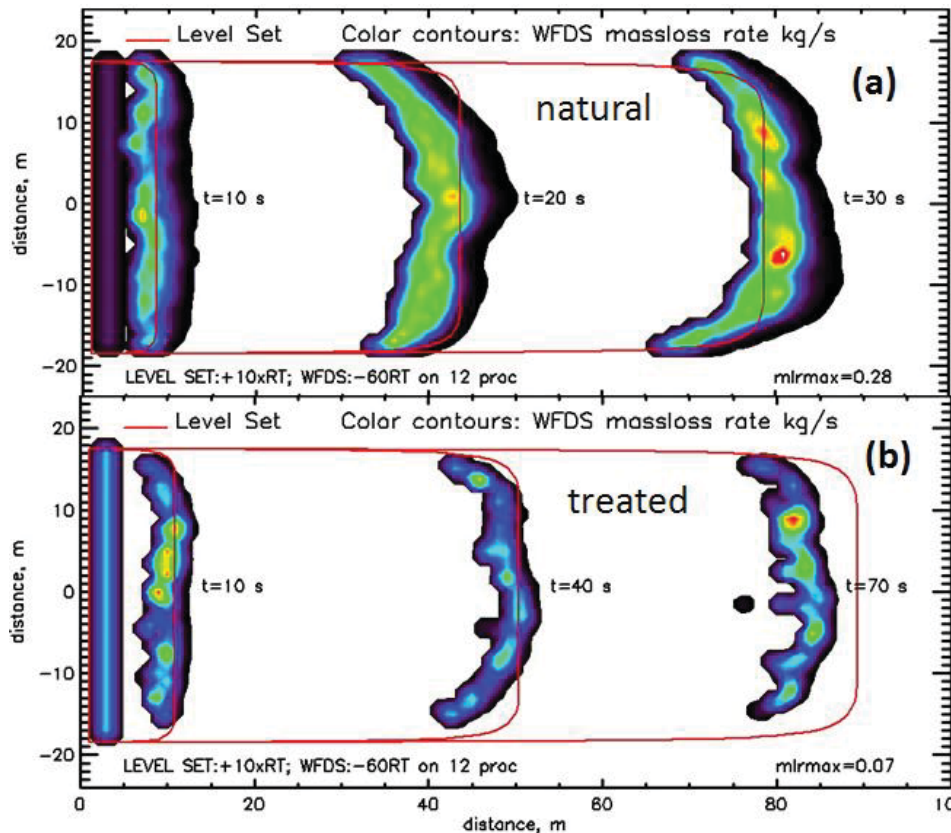 Level Set Color contours: WFDS massloss rate kg/s
(a)
natural
t=10 s t=20 s t=30 s
LEVEL SET:+10xRT; WFDS:-60RT on 12 proc mlrmax=0.28
distance, m
20
10
0
-10
-20
Level Set Color contours: WFDS massloss rate kg/s
(b)
treated
t=10 s t=40 s t=70 s
LEVEL SET:+10xRT; WFDS:-60RT on 12 proc mlrmax=0.07
distance, m
20
10
0
-10
-20
0 20 40 60 80 100
distance, m